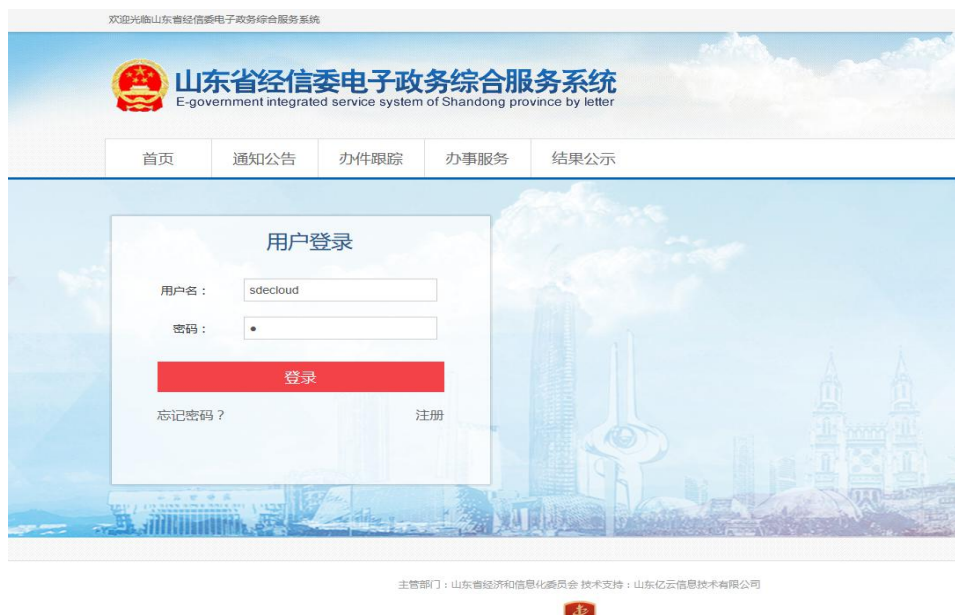 欢迎光临山东省经信委电子政务综合服务系统
山东省经信委电子政务综合服务系统
E-government integrated service system of Shandong province by letter
首页 通知公告 办件跟踪 办事服务 结果公示
用户登录
用户名： sdecloud
密码： •
登录
忘记密码？ 注册
主管部门：山东省经济和信息化委员会 技术支持：山东亿云信息技术有限公司